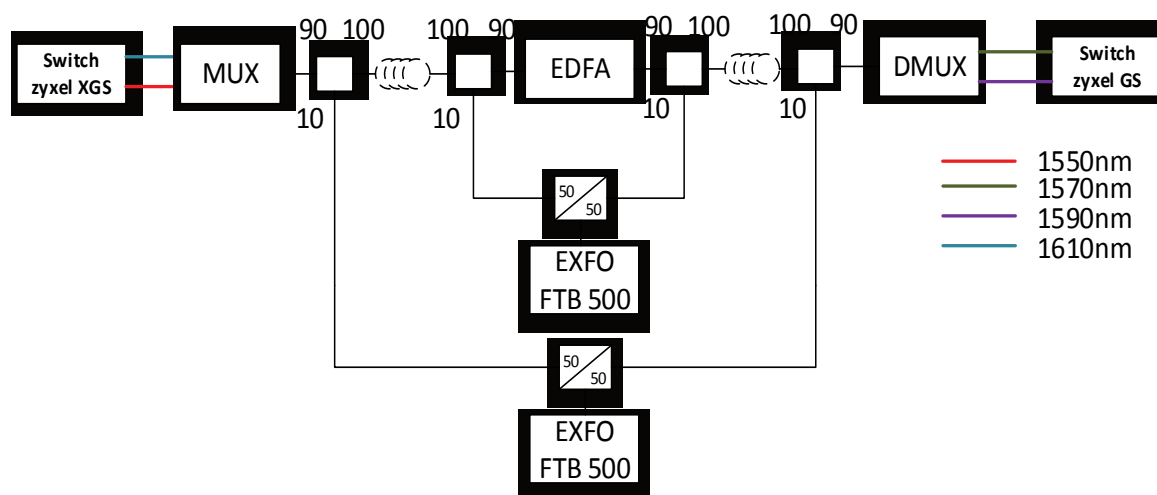 90 100
100 90
90 100
100 90
Switch
zyxel XGS
MUX
EDFA
DMUX
Switch
zyxel GS
10
10
10
10
1550nm
1570nm
1590nm
1610nm
50
50
EXFO
FTB 500
50
50
EXFO
FTB 500